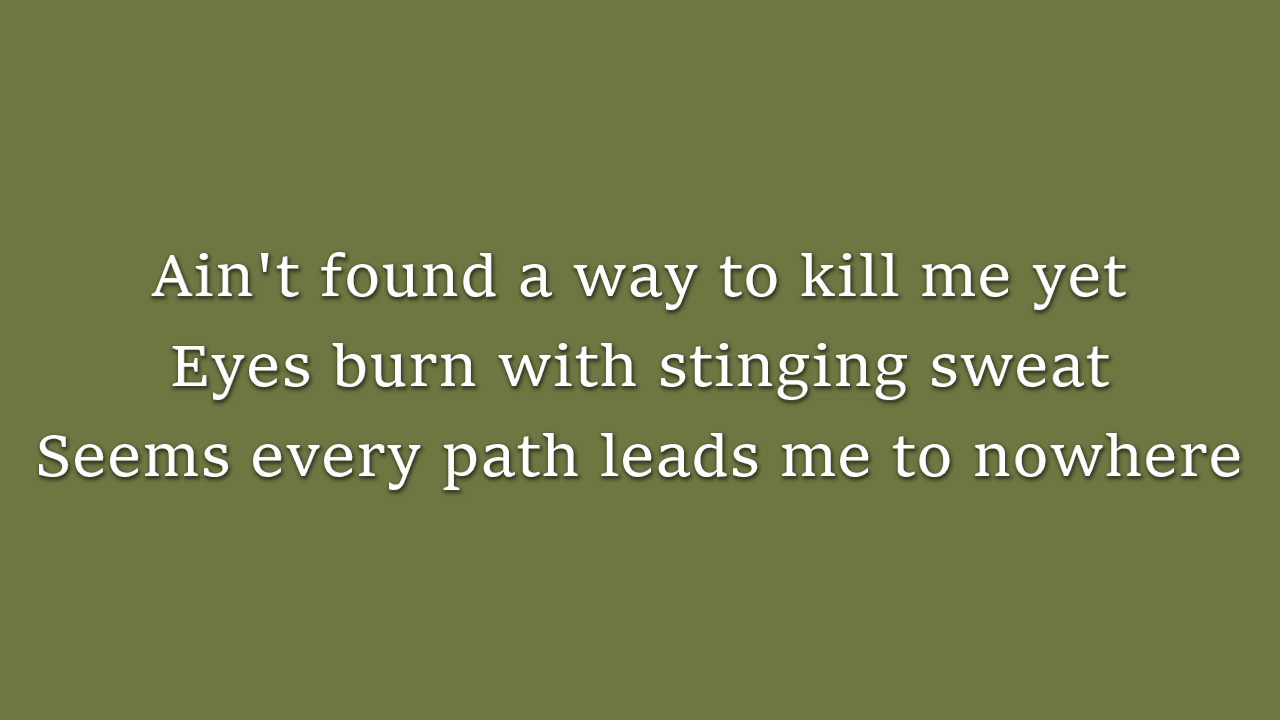 Ain't found a way to kill me yet
Eyes burn with stinging sweat
Seems every path leads me to nowhere